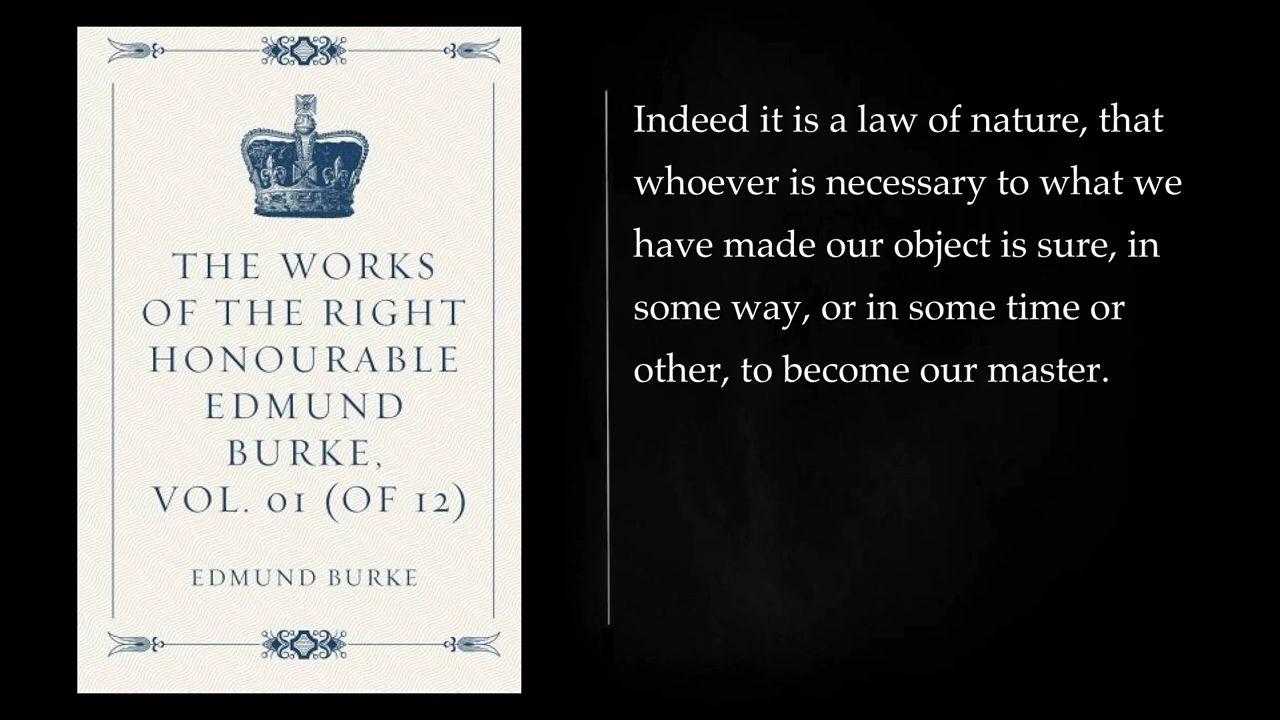 THE WORKS
OF THE RIGHT
HONOURABLE
EDMUND
BURKE,
VOL. 01 (OF 12)
EDMUND BURKE
Indeed it is a law of nature, that
whoever is necessary to what we
have made our object is sure, in
some way, or in some time or
other, to become our master.